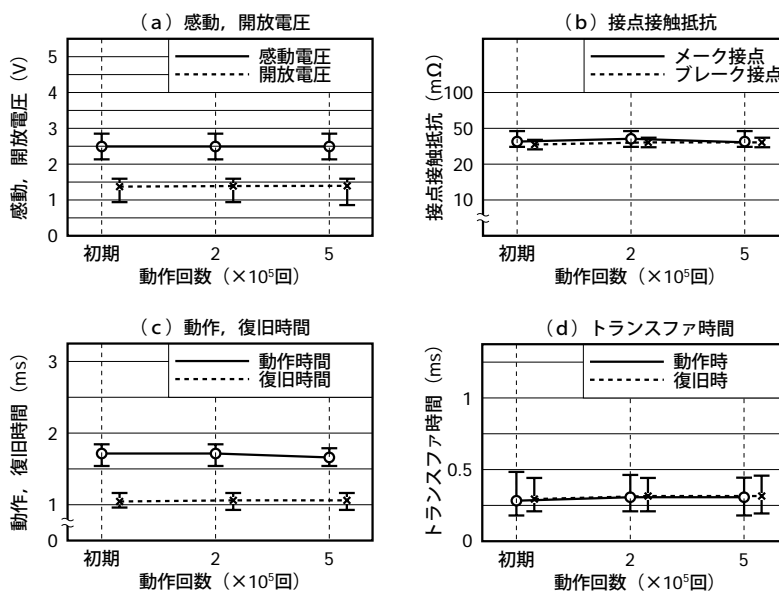 (a) 感動，開放電圧
感動電圧
開放電圧
感動，開放電圧 (V)
5
4
3
2
1
0
初期
2
5
動作回数（×10⁵回）
(b) 接点接触抵抗
メーク接点
ブレーク接点
接点接触抵抗 (mΩ)
100
50
20
10
初期
2
5
動作回数（×10⁵回）
(c) 動作，復旧時間
動作時間
復旧時間
動作，復旧時間 (ms)
3
2
1
0
初期
2
5
動作回数（×10⁵回）
(d) トランスファ時間
動作時
復旧時
トランスファ時間 (ms)
1
0.5
0
初期
2
5
動作回数（×10⁵回）